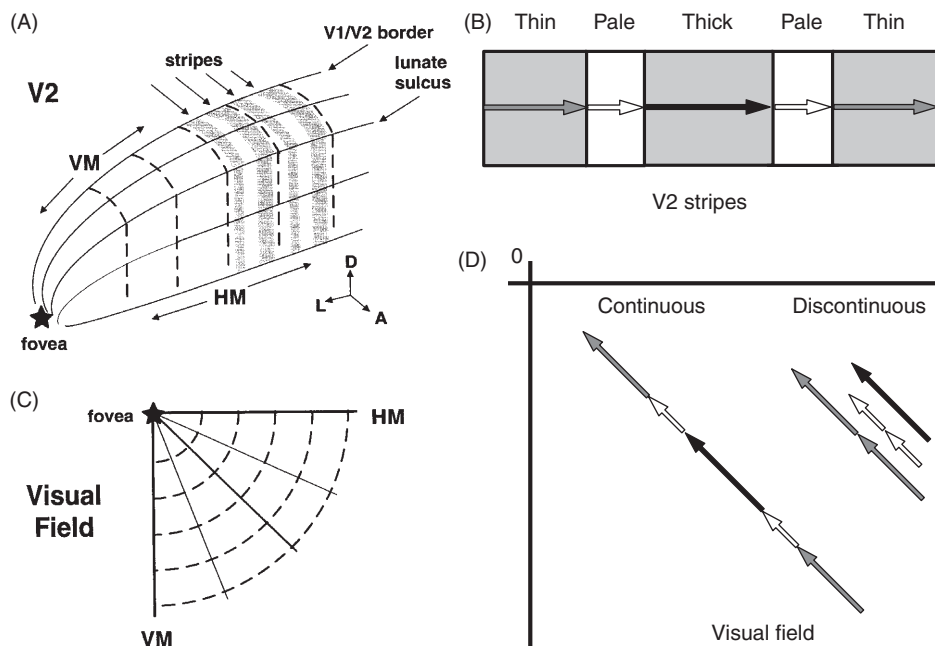 (A)
V1/V2 border
stripes
lunate
sulcus
V2
VM
D
HM
L
A
fovea
(B)
Thin Pale Thick Pale Thin
V2 stripes
(C)
fovea
HM
Visual
Field
VM
(D)
0
Continuous Discontinuous
Visual field